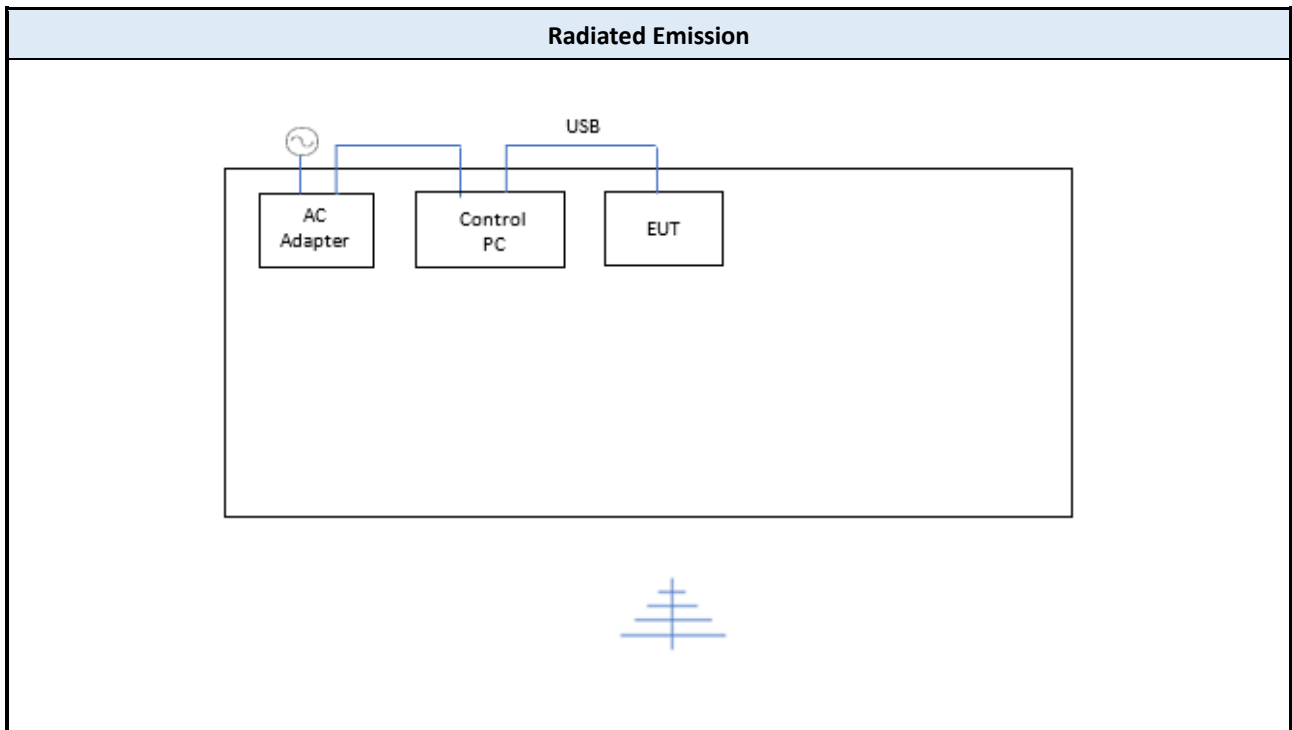 Radiated Emission
USB
AC
Adapter
Control
PC
EUT